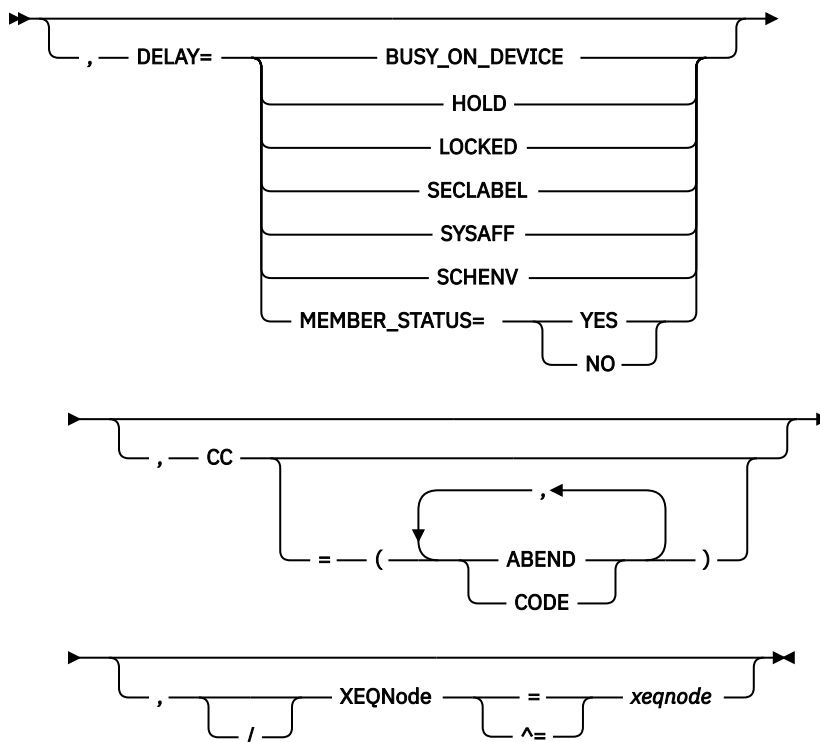 , DELAY= BUSY_ON_DEVICE
HOLD
LOCKED
SECLABEL
SYSAFF
SCHENV
MEMBER_STATUS= YES
NO
, CC
,
= ( ABEND )
CODE
, XEQNode = xeqnode
/ ^=